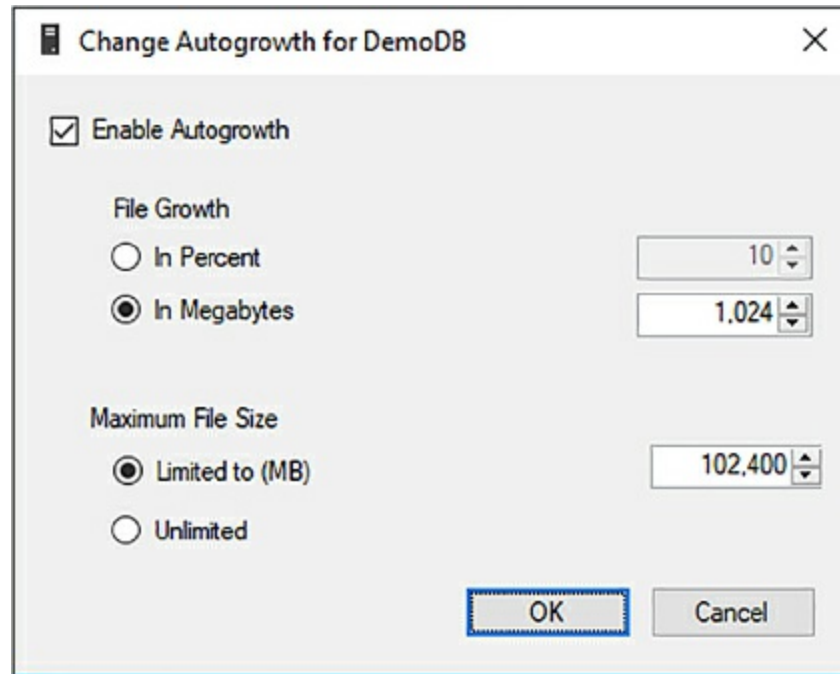 Change Autogrowth for DemoDB
Enable Autogrowth
File Growth
In Percent 10
In Megabytes 1,024
Maximum File Size
Limited to (MB) 102,400
Unlimited
OK Cancel